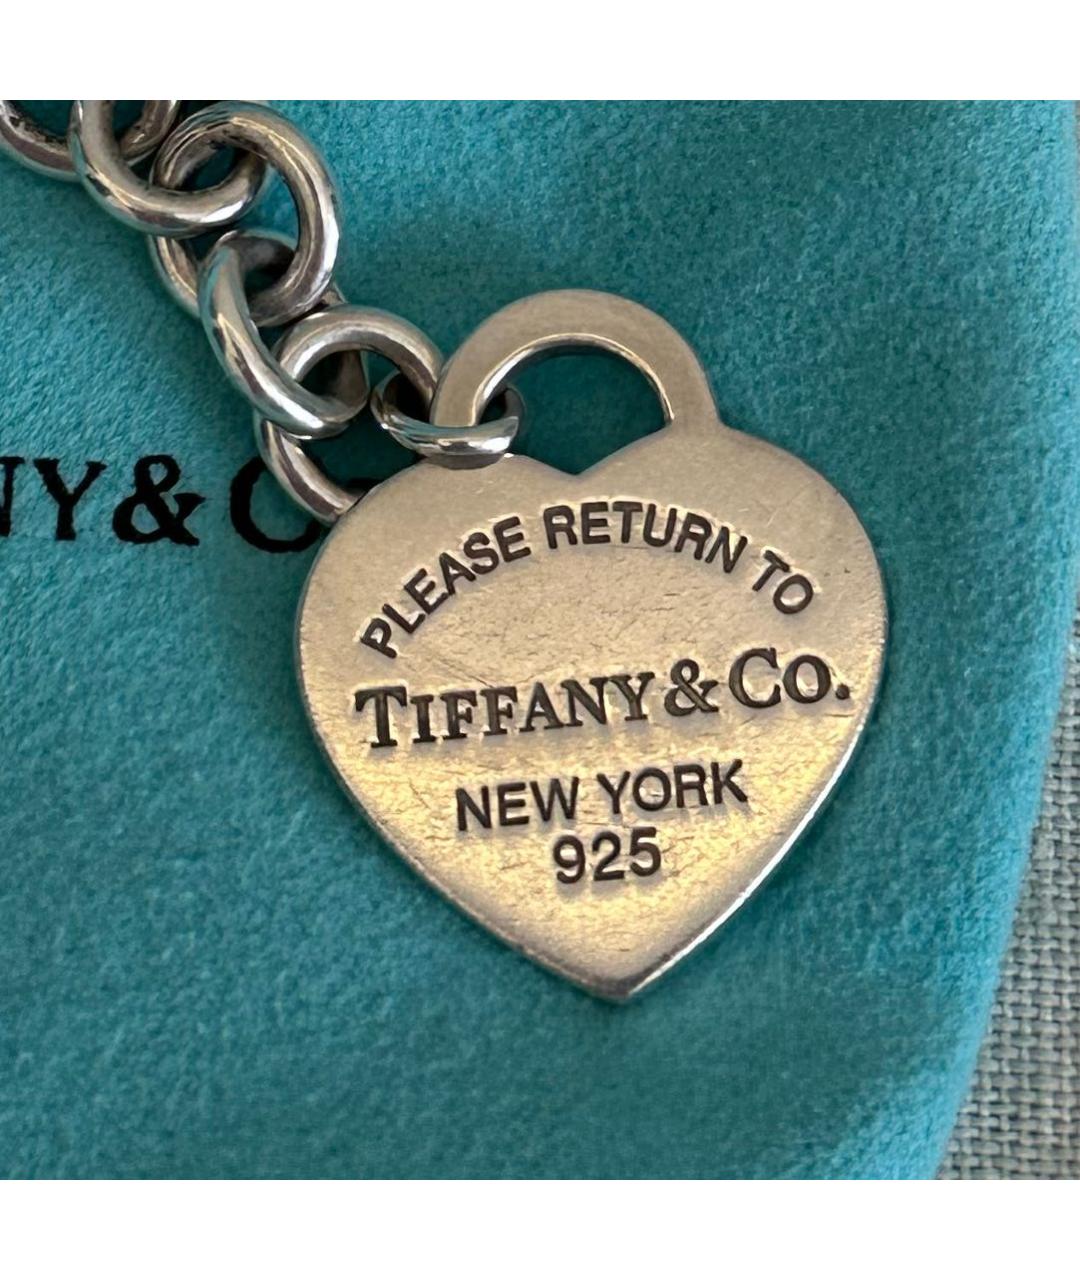 NY & C
PLEASE RETURN TO
TIFFANY & CO.
NEW YORK
925